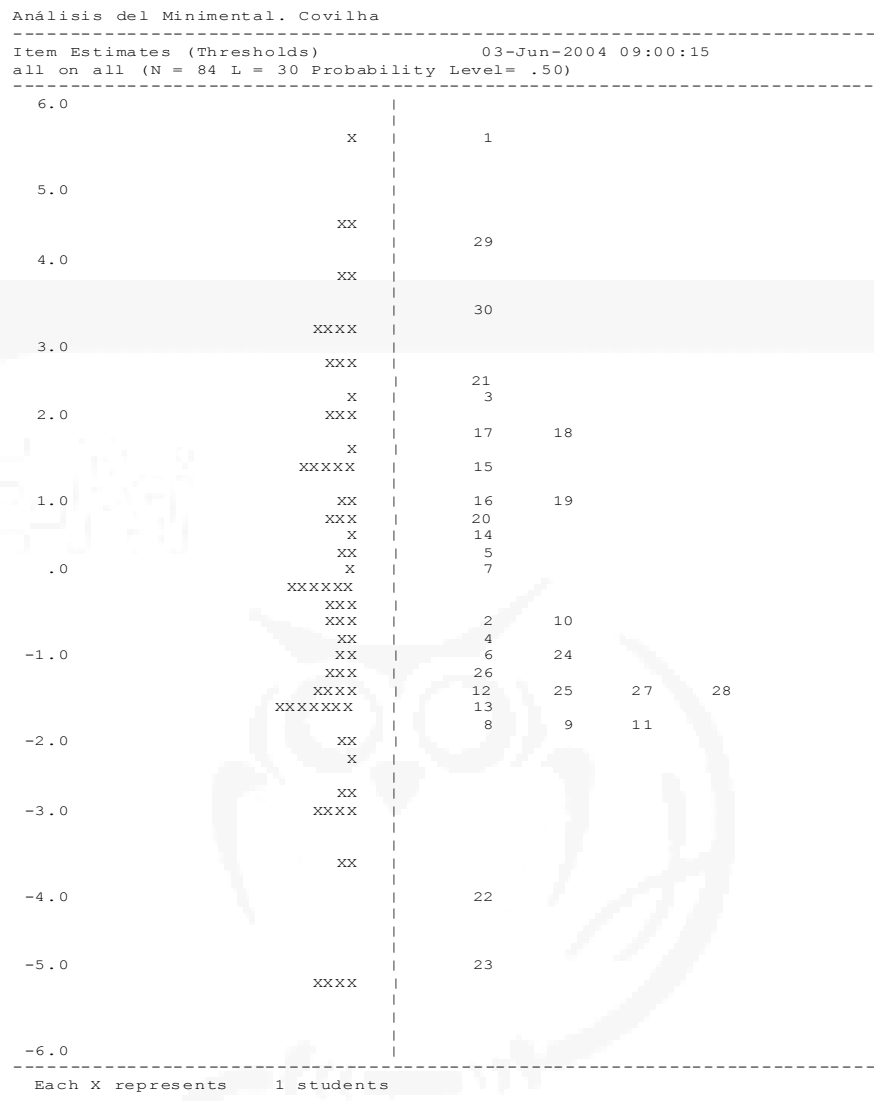 Análisis del Minimental. Covilha
--------------------------------------------------------------------------------
Item Estimates (Thresholds)                    03-Jun-2004 09:00:15
all on all (N = 84 L = 30 Probability Level= .50)
--------------------------------------------------------------------------------
6.0 |
|
X | 1
|
|
5.0 |
|
XX |
| 29
4.0 |
XX |
|
| 30
XXXX |
3.0 |
XXX |
| 21
X | 3
2.0 XXX |
| 17 18
X |
XXXXX | 15
|
1.0 XX | 16 19
XXX | 20
X | 14
XX | 5
.0 X | 7
XXXXXX |
XXX |
XXX | 2 10
XX | 4
-1.0 XX | 6 24
XXX | 26
XXXX | 12 25 27 28
XXXXXXX | 13
| 8 9 11
-2.0 XX |
X |
|
XX |
-3.0 XXXX |
|
|
XX |
|
-4.0 | 22
|
|
|
-5.0 | 23
XXXX |
|
|
|
-6.0 |
--------------------------------------------------------------------------------
Each X represents 1 students